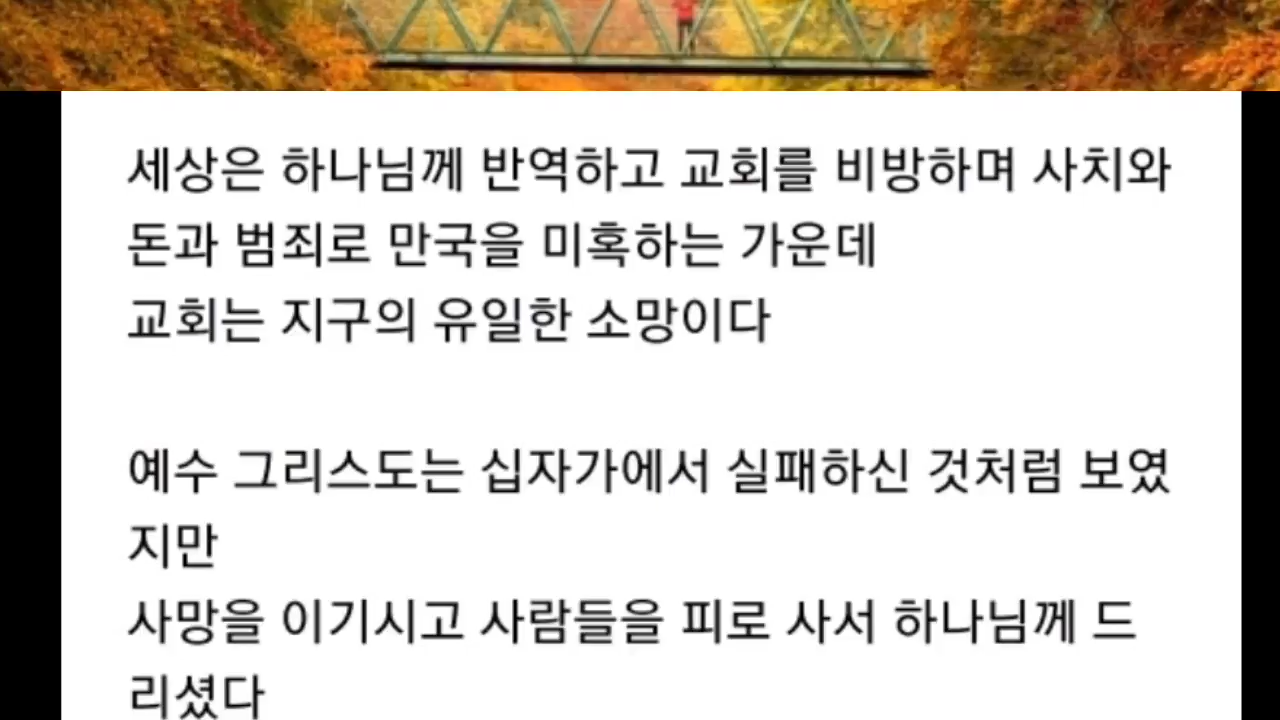 세상은 하나님께 반역하고 교회를 비방하며 사치와
돈과 범죄로 만국을 미혹하는 가운데
교회는 지구의 유일한 소망이다
예수 그리스도는 십자가에서 실패하신 것처럼 보였
지만
사망을 이기시고 사람들을 피로 사서 하나님께 드
리셨다